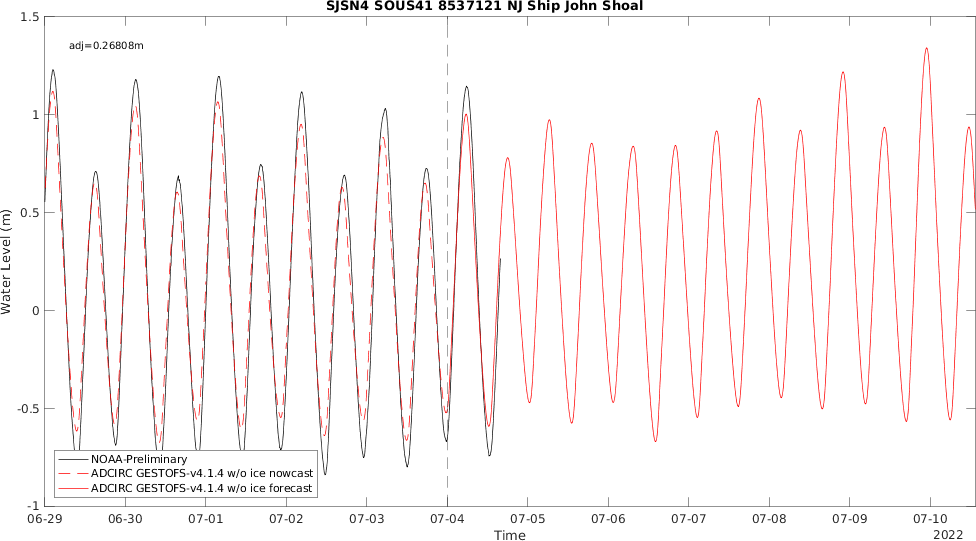 SJSN4 SOUS41 8537121 NJ Ship John Shoal
adj=0.26808m
1.5
1
0.5
0
-0.5
-1
Water Level (m)
NOAA-Preliminary
ADCIRC GESTOFS-v4.1.4 w/o ice nowcast
ADCIRC GESTOFS-v4.1.4 w/o ice forecast
06-29 06-30 07-01 07-02 07-03 07-04 07-05 07-06 07-07 07-08 07-09 07-10
Time
2022